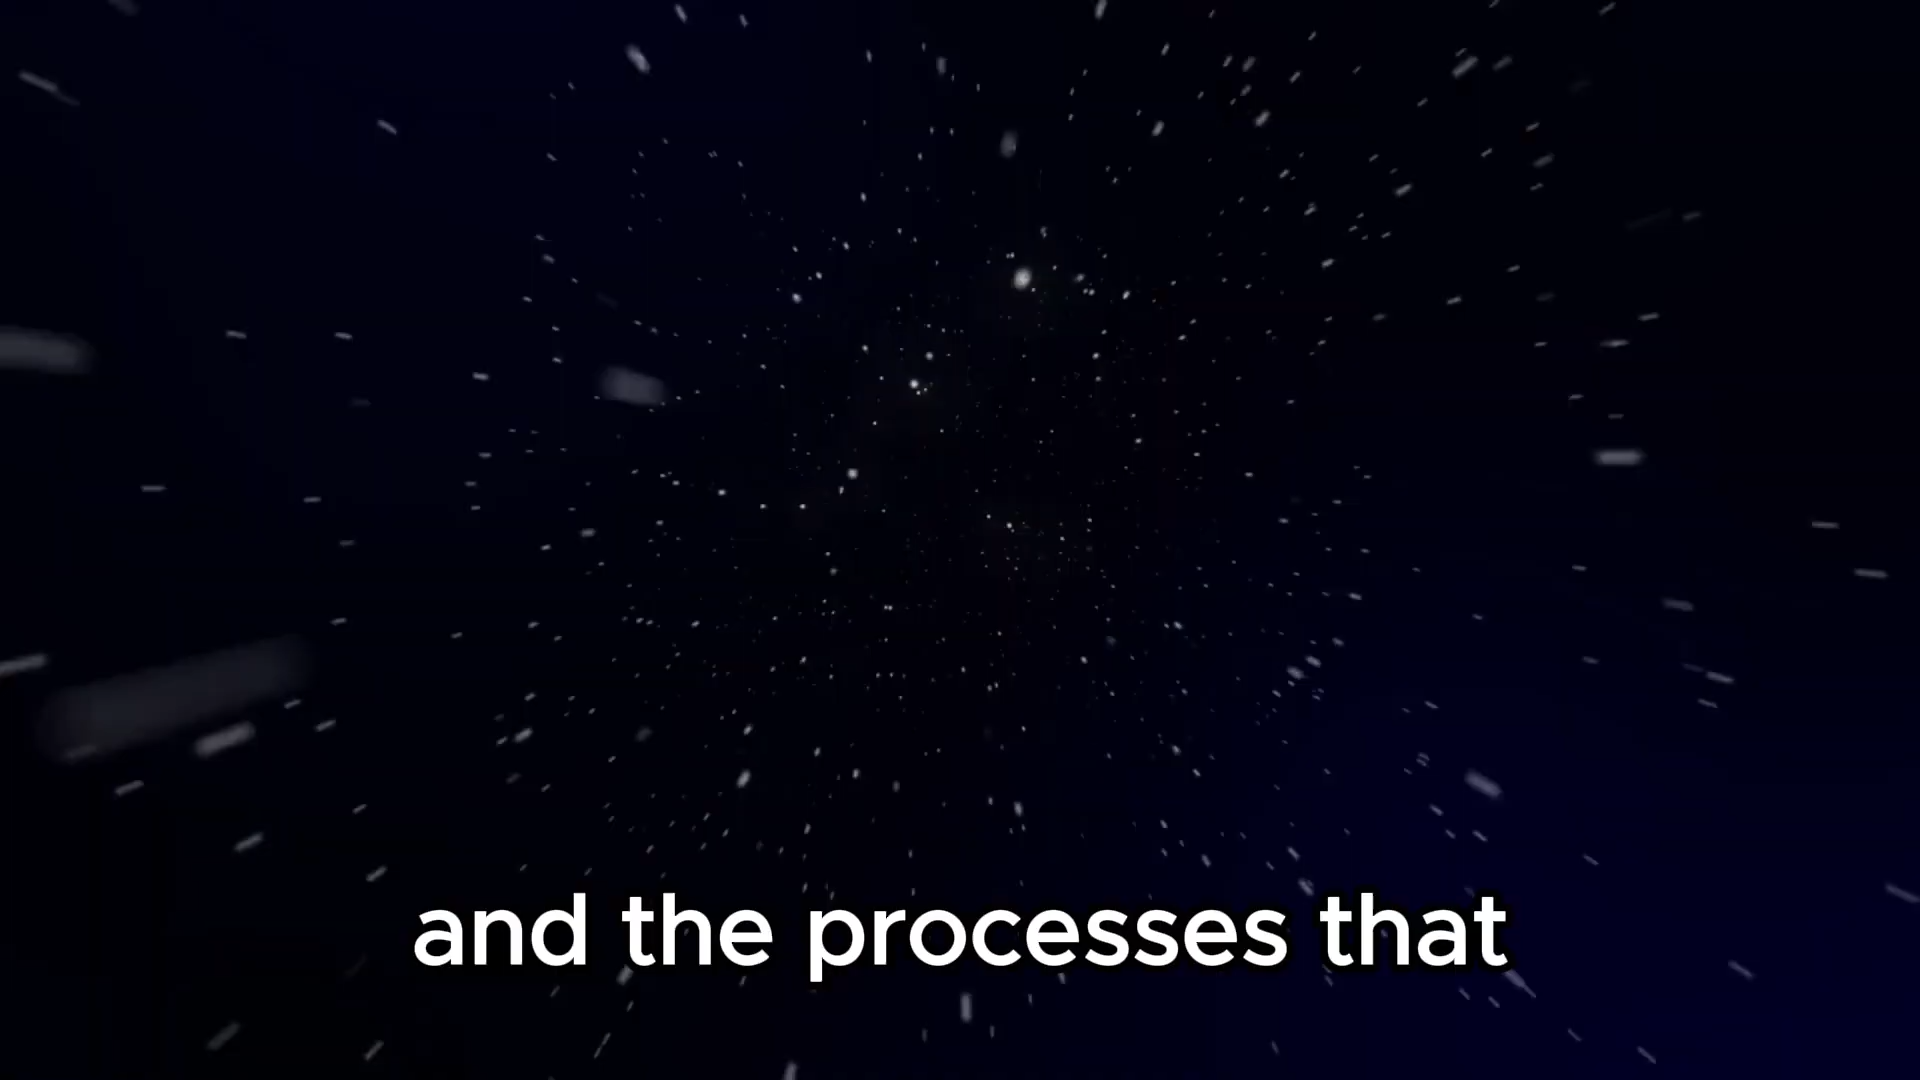 and the processes that